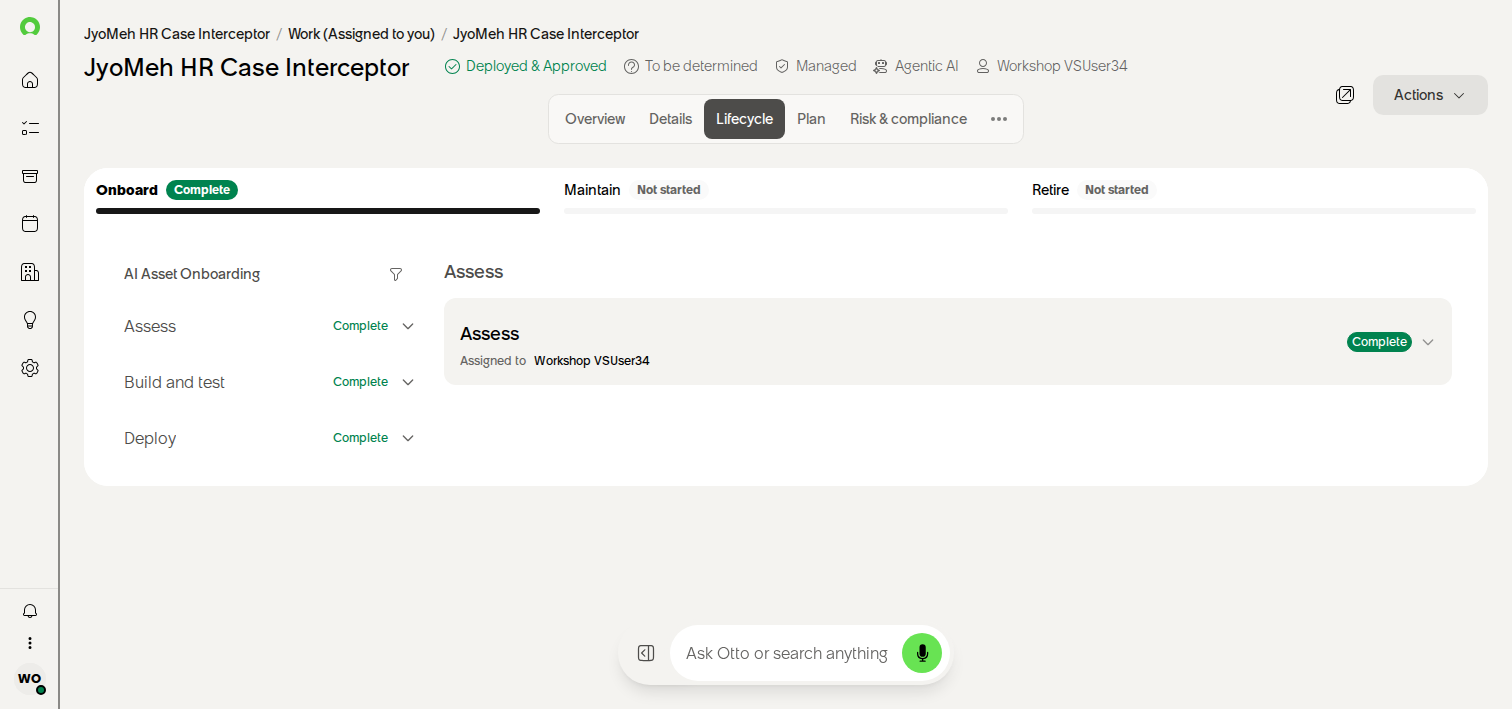 JyoMeh HR Case Interceptor / Work (Assigned to you) / JyoMeh HR Case Interceptor
JyoMeh HR Case Interceptor Deployed & Approved To be determined Managed Agentic AI Workshop VSUser34
Actions
Overview Details Lifecycle Plan Risk & compliance
Onboard Complete Maintain Not started Retire Not started
AI Asset Onboarding
Assess
Assess Complete
Assess
Assigned to Workshop VSUser34
Complete
Build and test Complete
Deploy Complete
Ask Otto or search anything
WO